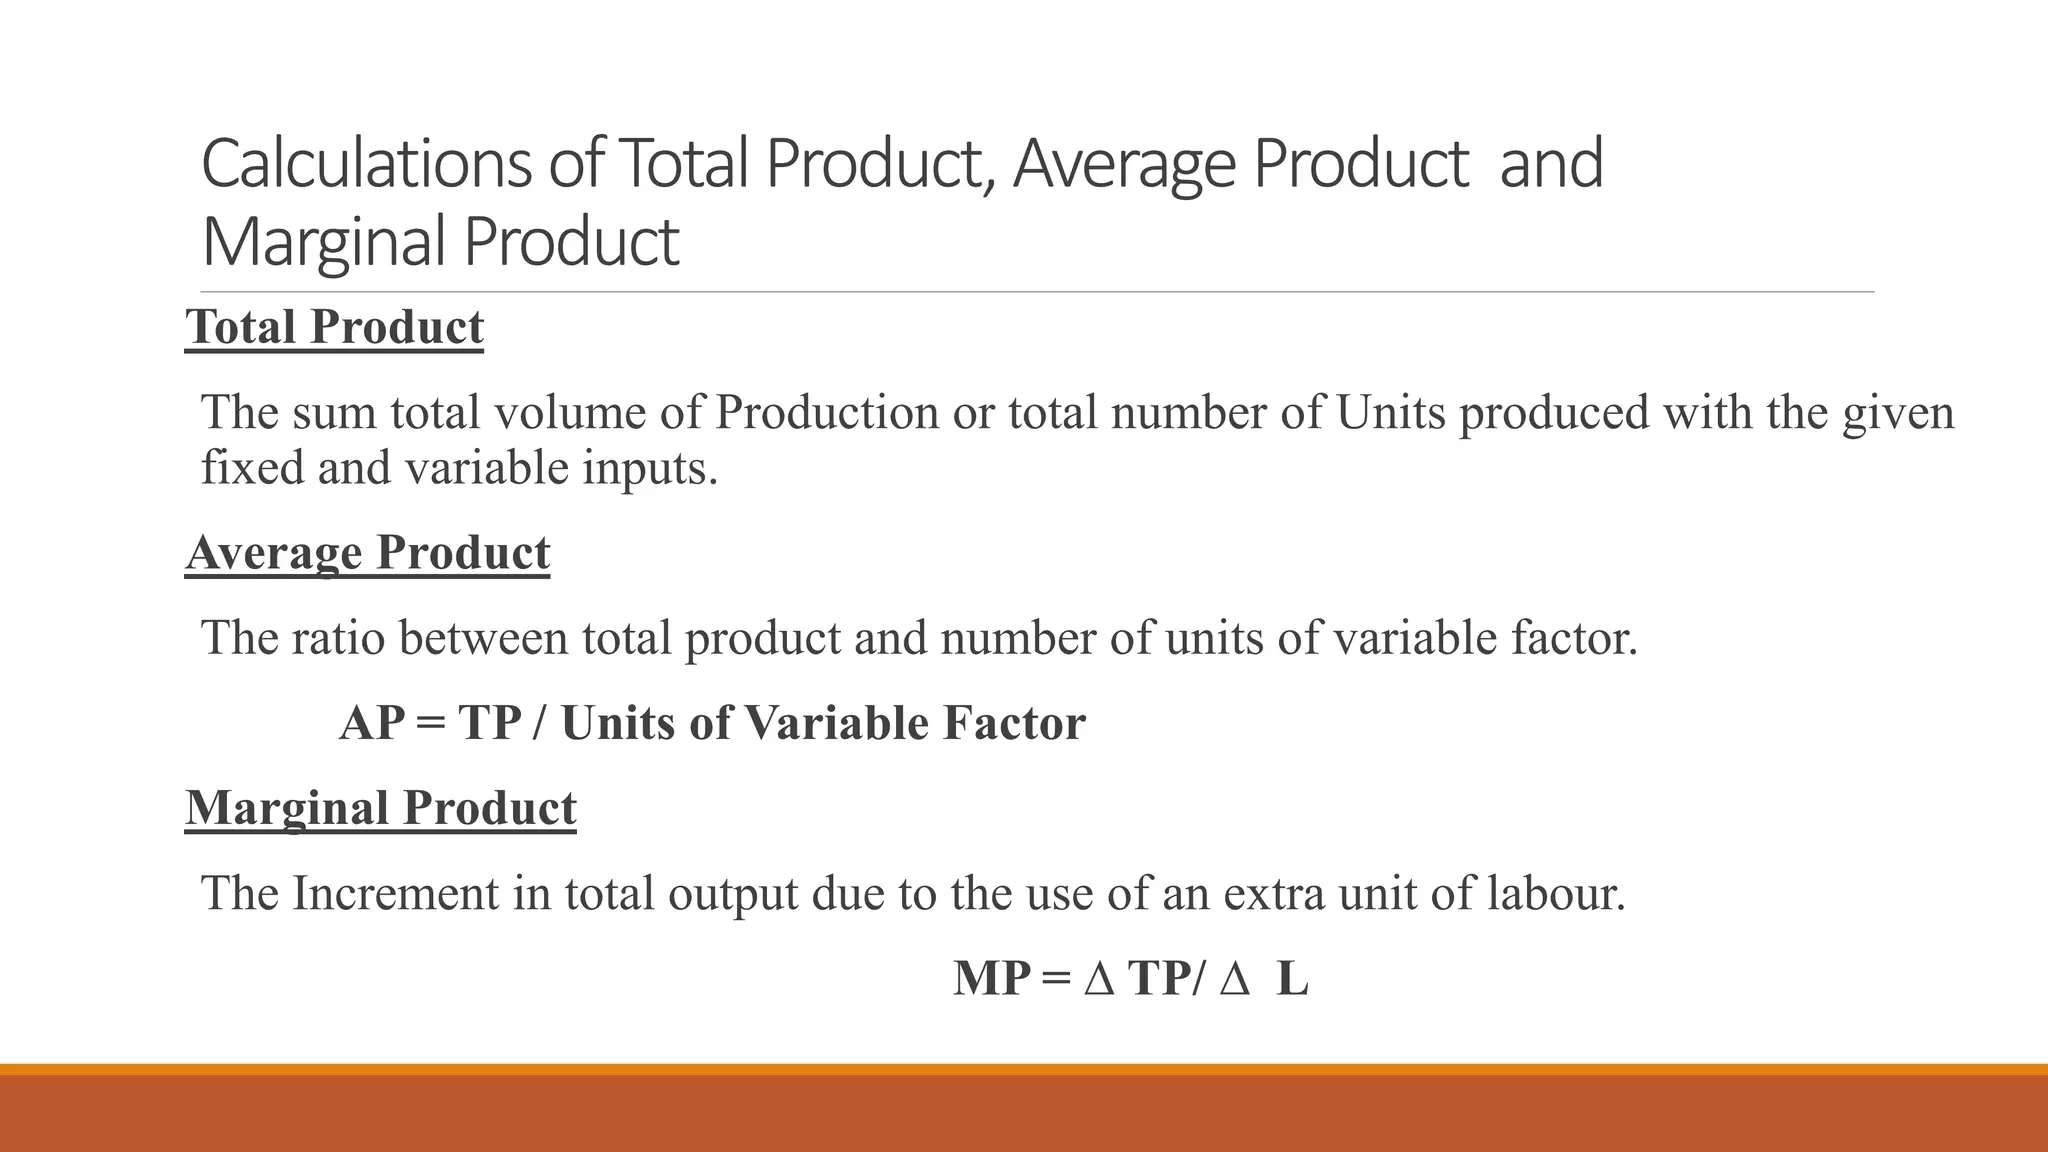 Calculations of Total Product, Average Product and
Marginal Product
Total Product
The sum total volume of Production or total number of Units produced with the given
fixed and variable inputs.
Average Product
The ratio between total product and number of units of variable factor.
AP = TP / Units of Variable Factor
Marginal Product
The Increment in total output due to the use of an extra unit of labour.
MP = ∆ TP/ ∆ L